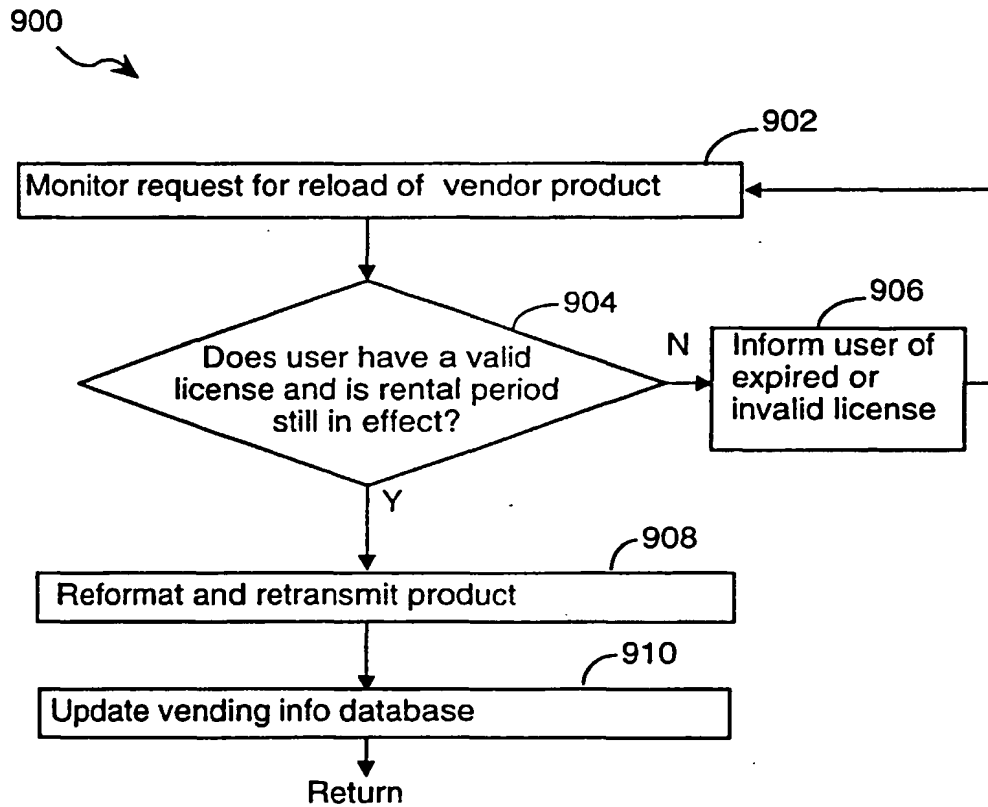 900
902
Monitor request for reload of vendor product
904
906
Does user have a valid
license and is rental period
still in effect?
N
Inform user of
expired or
invalid license
Y
908
Reformat and retransmit product
910
Update vending info database
Return